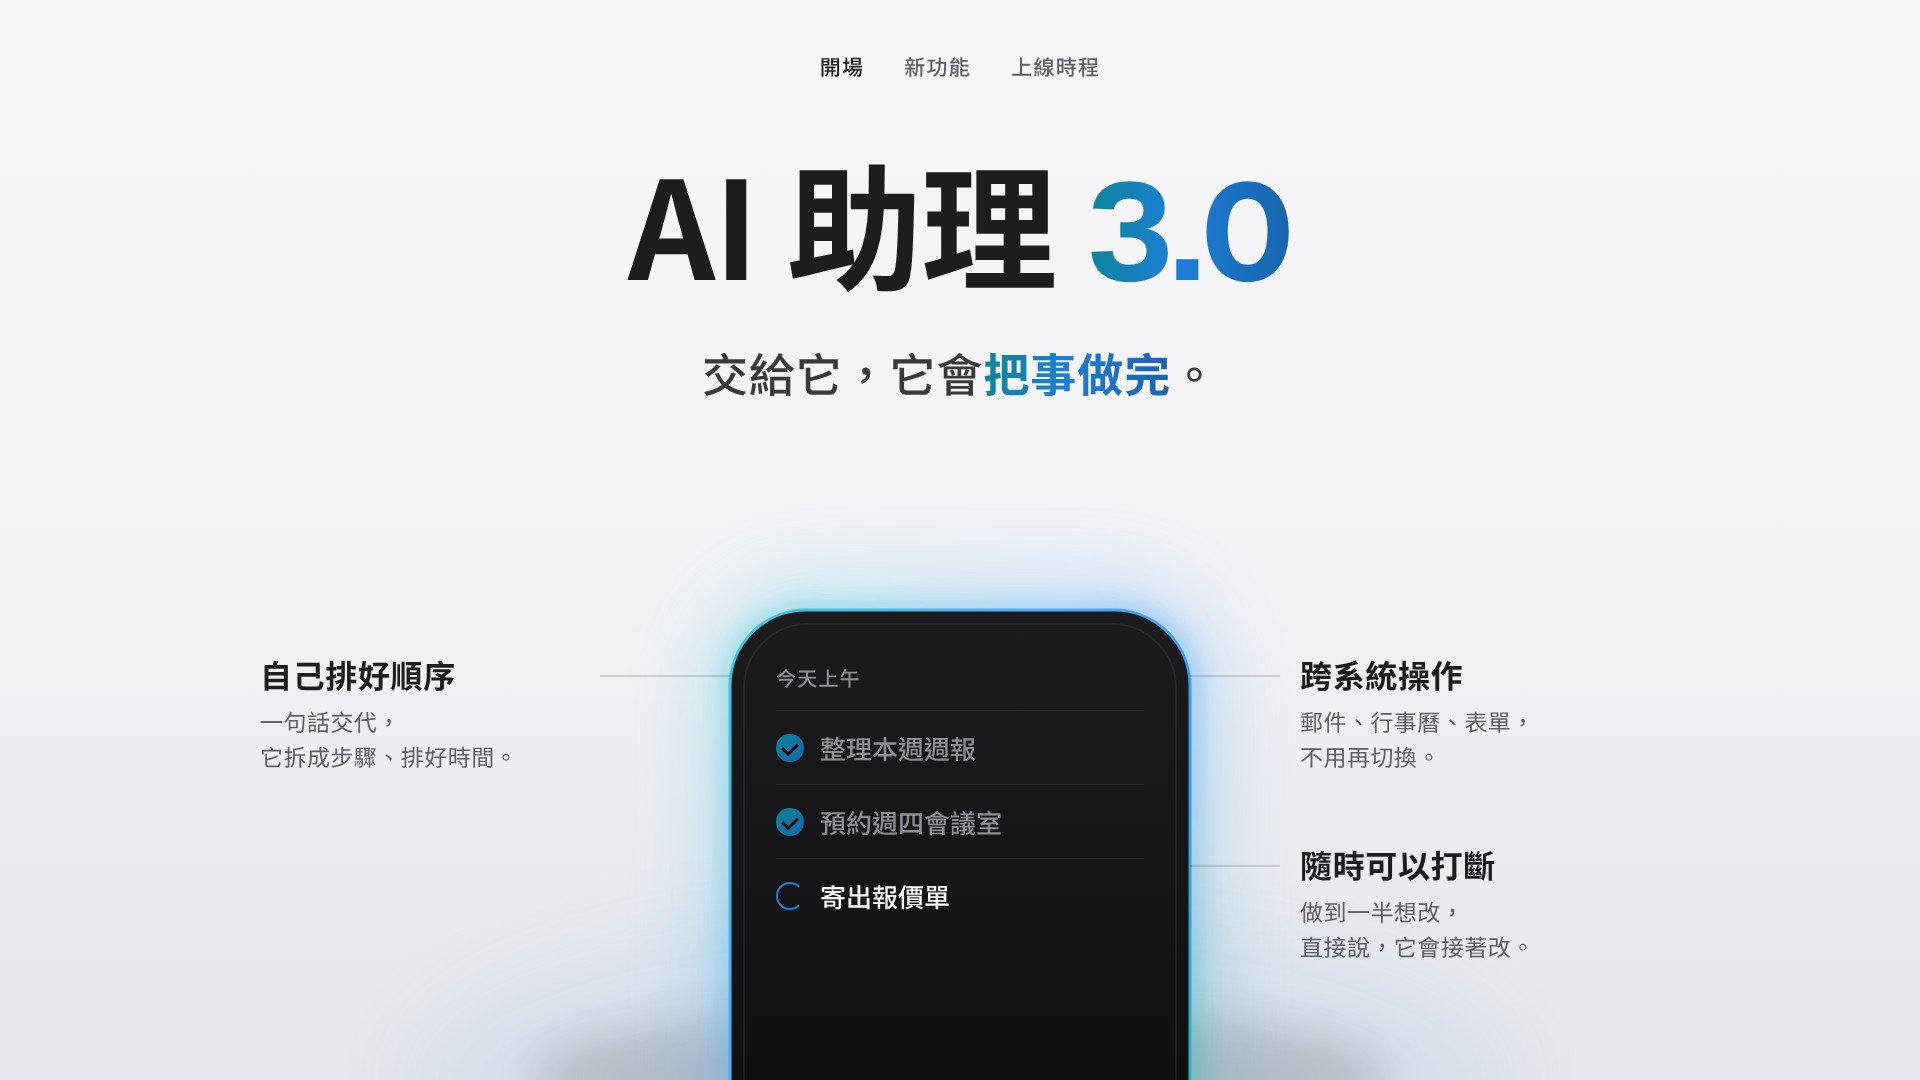 開場 新功能 上線時程
AI 助理 3.0
交給它，它會把事做完。
自己排好順序
一句話交代，
它拆成步驟、排好時間。
今天上午
整理本週週報
預約週四會議室
寄出報價單
跨系統操作
郵件、行事曆、表單，
不用再切換。
隨時可以打斷
做到一半想改，
直接說，它會接著改。